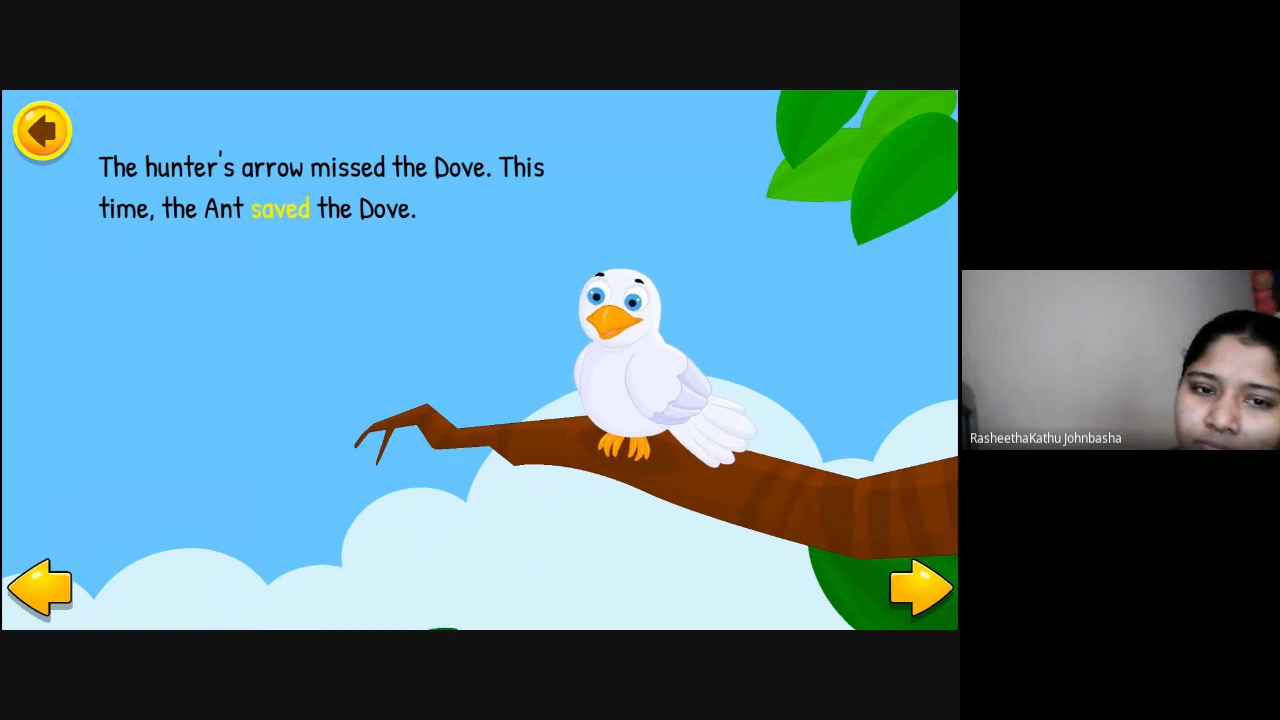 The hunter's arrow missed the Dove. This
time, the Ant saved the Dove.
RasheethaKathu Johnbasha